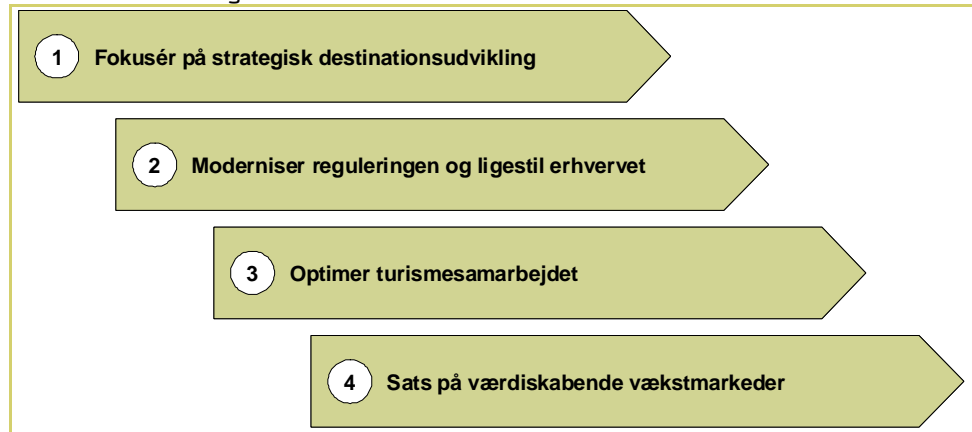 1 Fokusér på strategisk destinationsudvikling
2 Moderniser reguleringen og ligestil erhvervet
3 Optimer turismesamarbejdet
4 Sats på værdiskabende vækstmarkeder